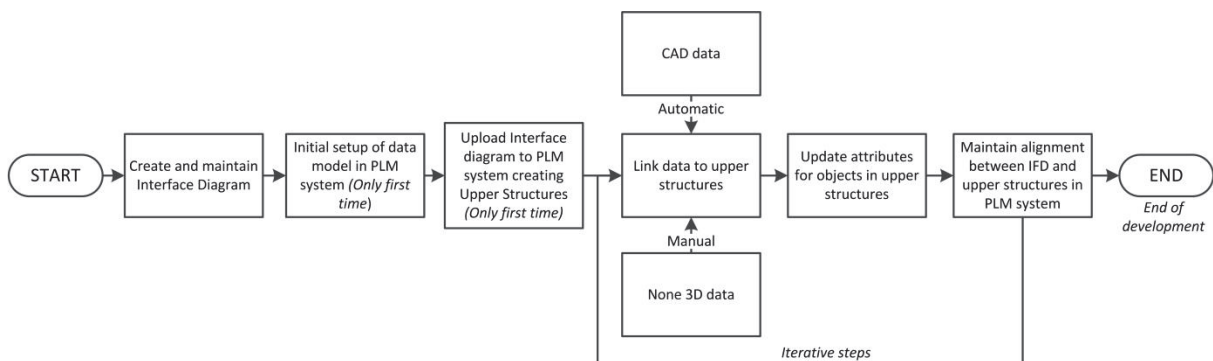 START
Create and maintain
Interface Diagram
Initial setup of data
model in PLM
system (Only first
time)
Upload Interface
diagram to PLM
system creating
Upper Structures
(Only first time)
CAD data
Automatic
Link data to upper
structures
Manual
None 3D data
Update attributes
for objects in upper
structures
Maintain alignment
between IFD and
upper structures in
PLM system
END
End of
development
Iterative steps